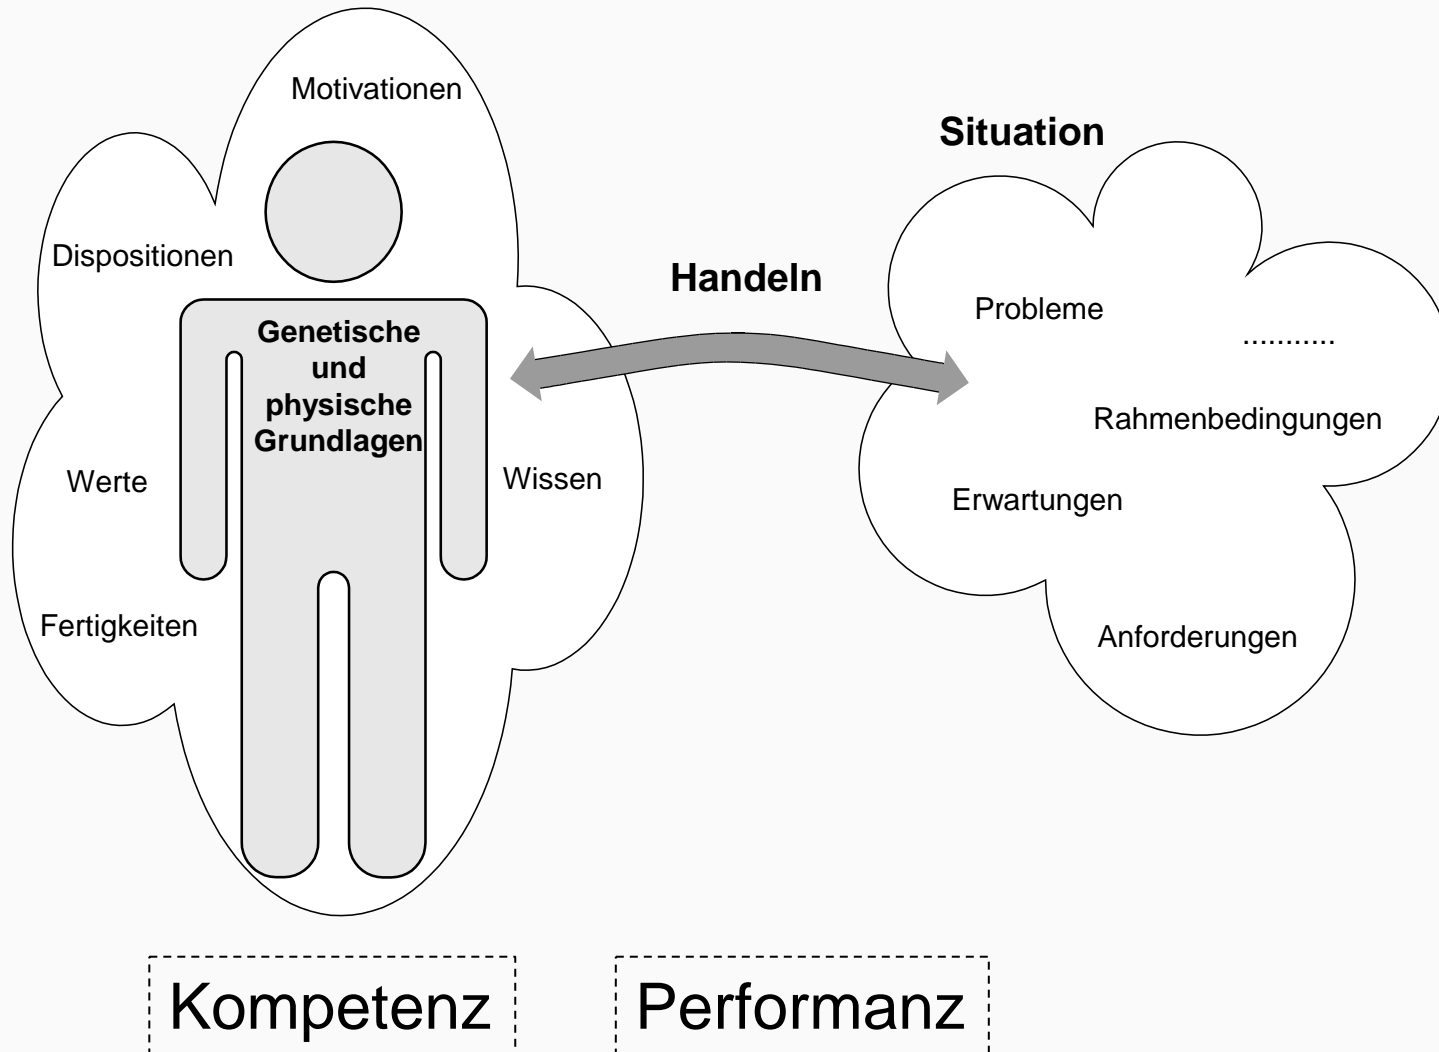 Motivationen
Situation
Dispositionen
Handeln
Probleme
...........
Genetische
und
physische
Grundlagen
Rahmenbedingungen
Werte
Wissen
Erwartungen
Fertigkeiten
Anforderungen
Kompetenz
Performanz